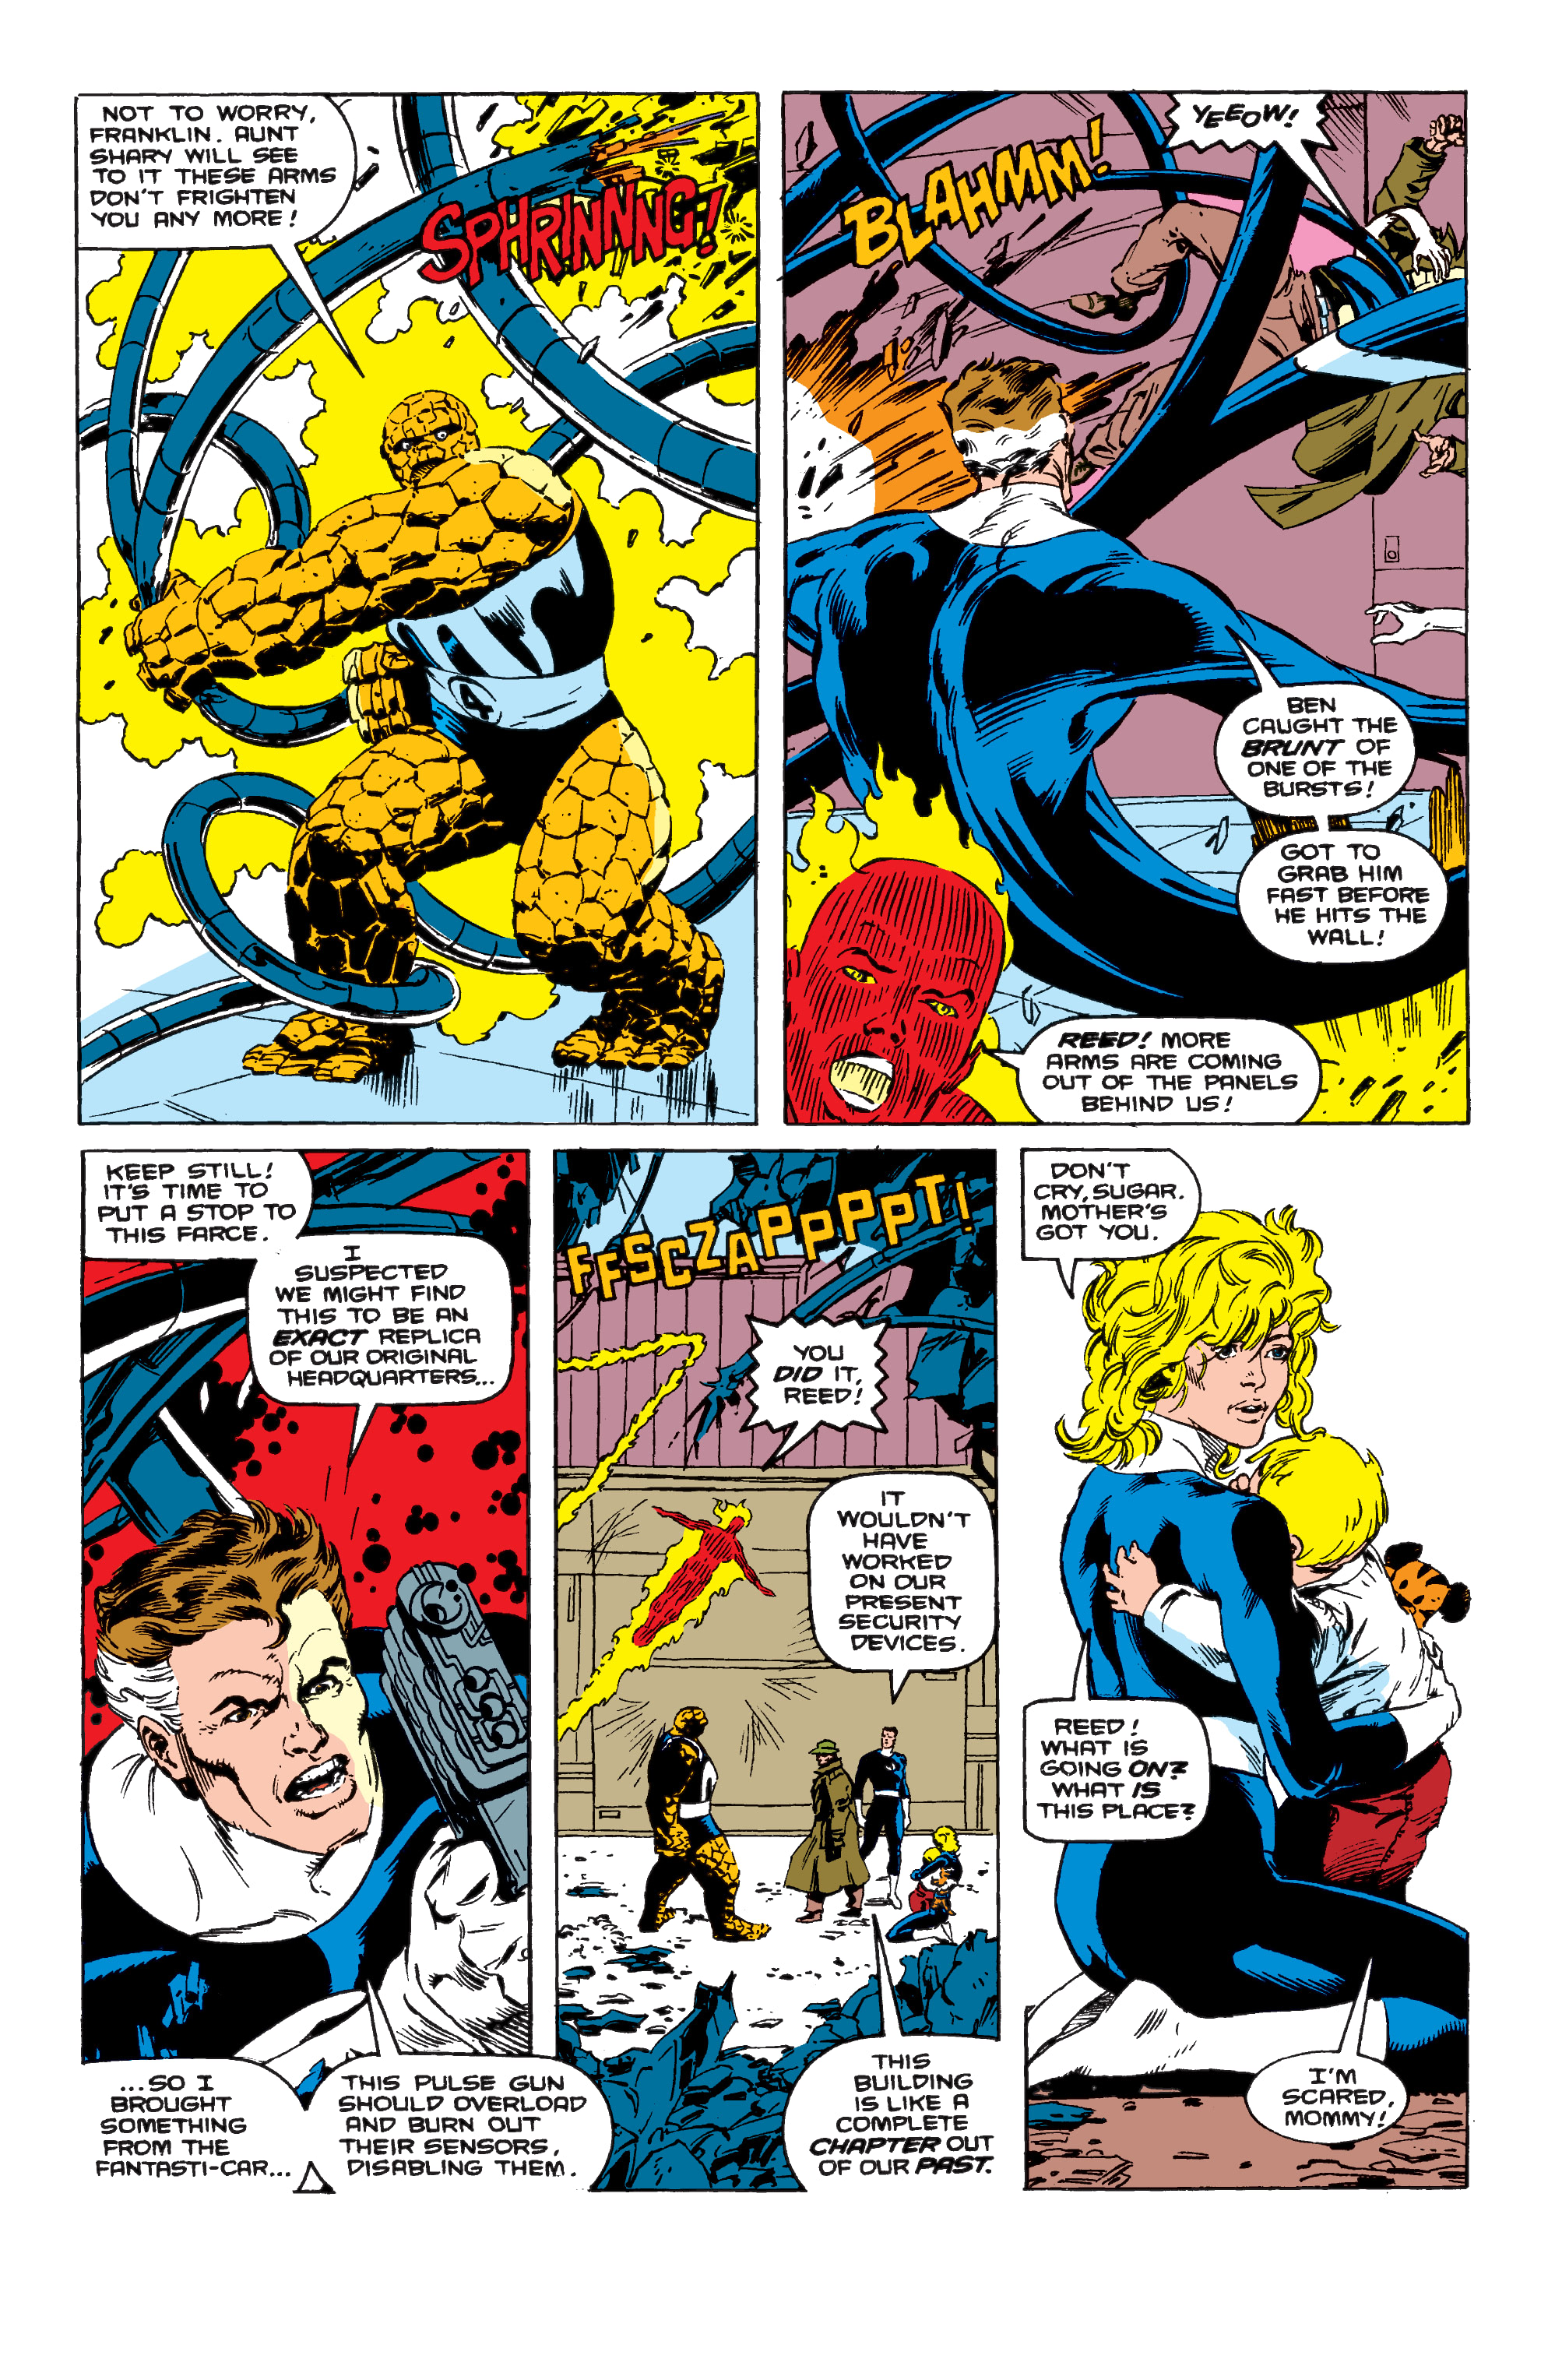 NOT TO WORRY,
FRANKLIN. AUNT
SHARY WILL SEE
TO IT THESE ARMS
DON'T FRIGHTEN
YOU ANY MORE!
SPHRINNNG!
4
YEEOW!
BLAHMM!
BEN
CAUGHT THE
BRUNT OF
ONE OF THE
BURSTS!
GOT TO
GRAB HIM
FAST BEFORE
HE HITS THE
WALL!
REED! MORE
ARMS ARE COMING
OUT OF THE PANELS
BEHIND US!
KEEP STILL!
IT'S TIME TO
PUT A STOP TO
THIS FARCE.
I
SUSPECTED
WE MIGHT FIND
THIS TO BE AN
EXACT REPLICA
OF OUR ORIGINAL
HEADQUARTERS...
...SO I
BROUGHT
SOMETHING
FROM THE
FANTASTI-CAR...
THIS PULSE GUN
SHOULD OVERLOAD
AND BURN OUT
THEIR SENSORS,
DISABLING THEM.
FFSCZAPPPPPT!
YOU
DID IT,
REED!
IT
WOULDN'T
HAVE
WORKED
ON OUR
PRESENT
SECURITY
DEVICES.
THIS
BUILDING
IS LIKE A
COMPLETE
CHAPTER OUT
OF OUR PAST.
DON'T
CRY, SUGAR.
MOTHER'S
GOT YOU.
REED!
WHAT IS
GOING ON?
WHAT IS
THIS PLACE?
I'M
SCARED,
MOMMY!